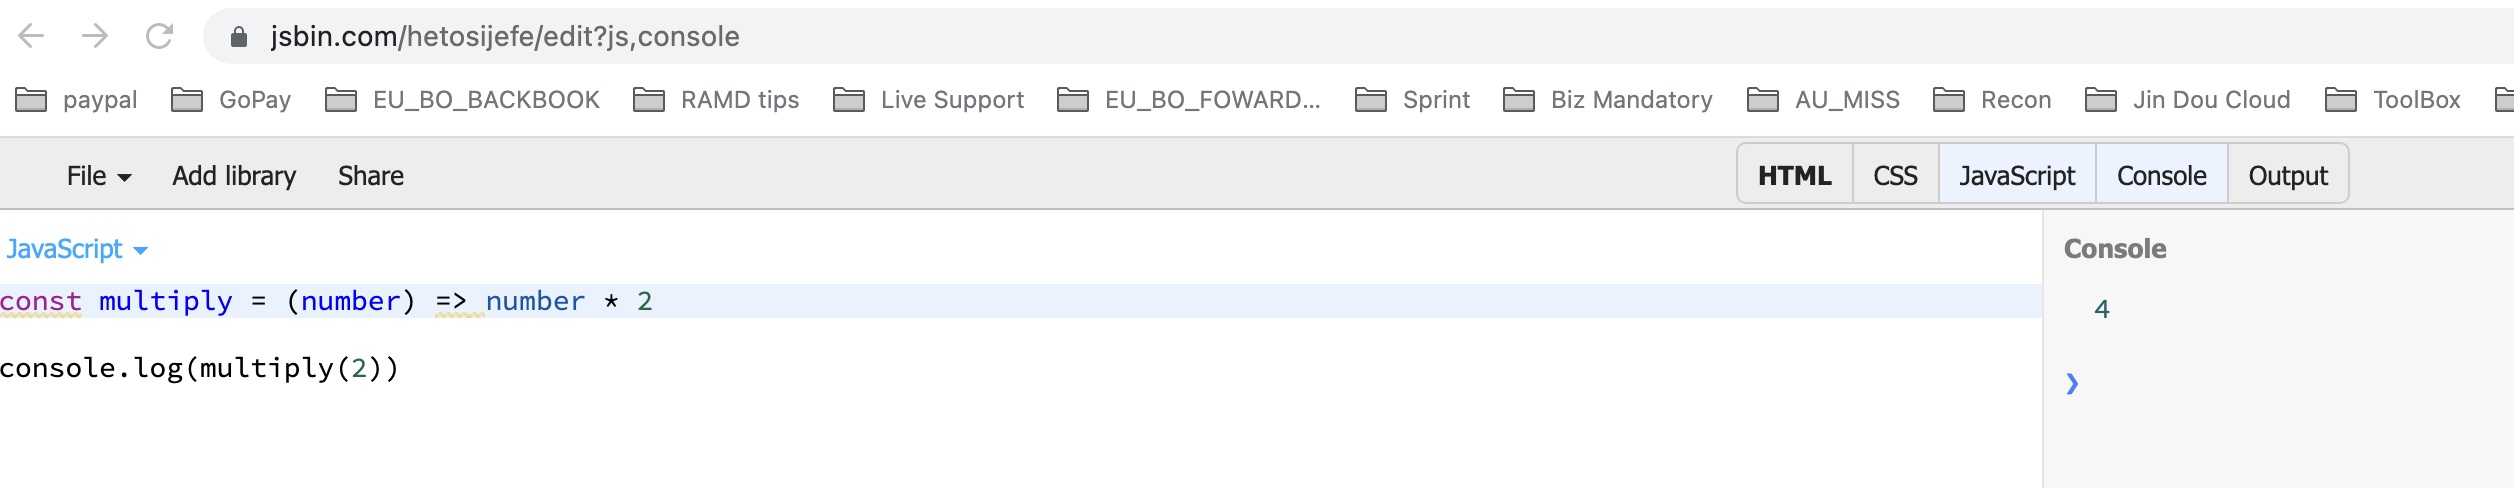 jsbin.com/hetosijefe/edit?js,console
paypal GoPay EU_BO_BACKBOOK RAMD tips Live Support EU_BO_FOWARD... Sprint Biz Mandatory AU_MISS Recon Jin Dou Cloud ToolBox
File Add library Share HTML CSS JavaScript Console Output
JavaScript Console
const multiply = (number) => number * 2
4
console.log(multiply(2))
❯